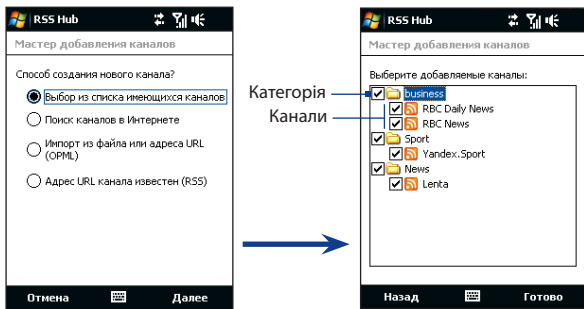 RSS Hub
Мастер добавления каналов
Способ создания нового канала?
Выбор из списка имеющихся каналов
Поиск каналов в Интернете
Импорт из файла или адреса URL
(OPML)
Адрес URL канала известен (RSS)
Отмена
Далее
Категорія
Канали
RSS Hub
Мастер добавления каналов
Выберите добавляемые каналы:
business
RBC Daily News
RBC News
Sport
Yandex.Sport
News
Lenta
Назад
Готово